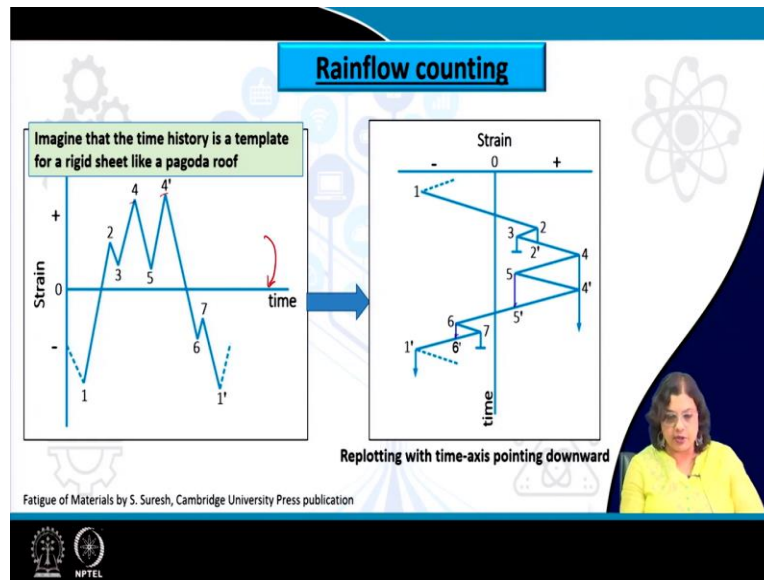 Rainflow counting
Imagine that the time history is a template
for a rigid sheet like a pagoda roof
+
Strain
0
-
1
2
3
4
5
4'
6
7
1'
time
Strain
- 0 +
1
2
3
2'
4
5
4'
5'
6
7
6'
1'
time
Replotting with time-axis pointing downward
Fatigue of Materials by S. Suresh, Cambridge University Press publication
NPTEL